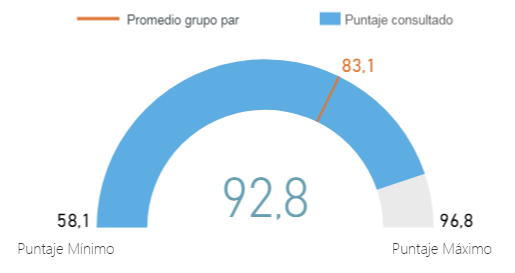 Promedio grupo par
Puntaje consultado
83,1
92,8
58,1
96,8
Puntaje Mínimo
Puntaje Máximo